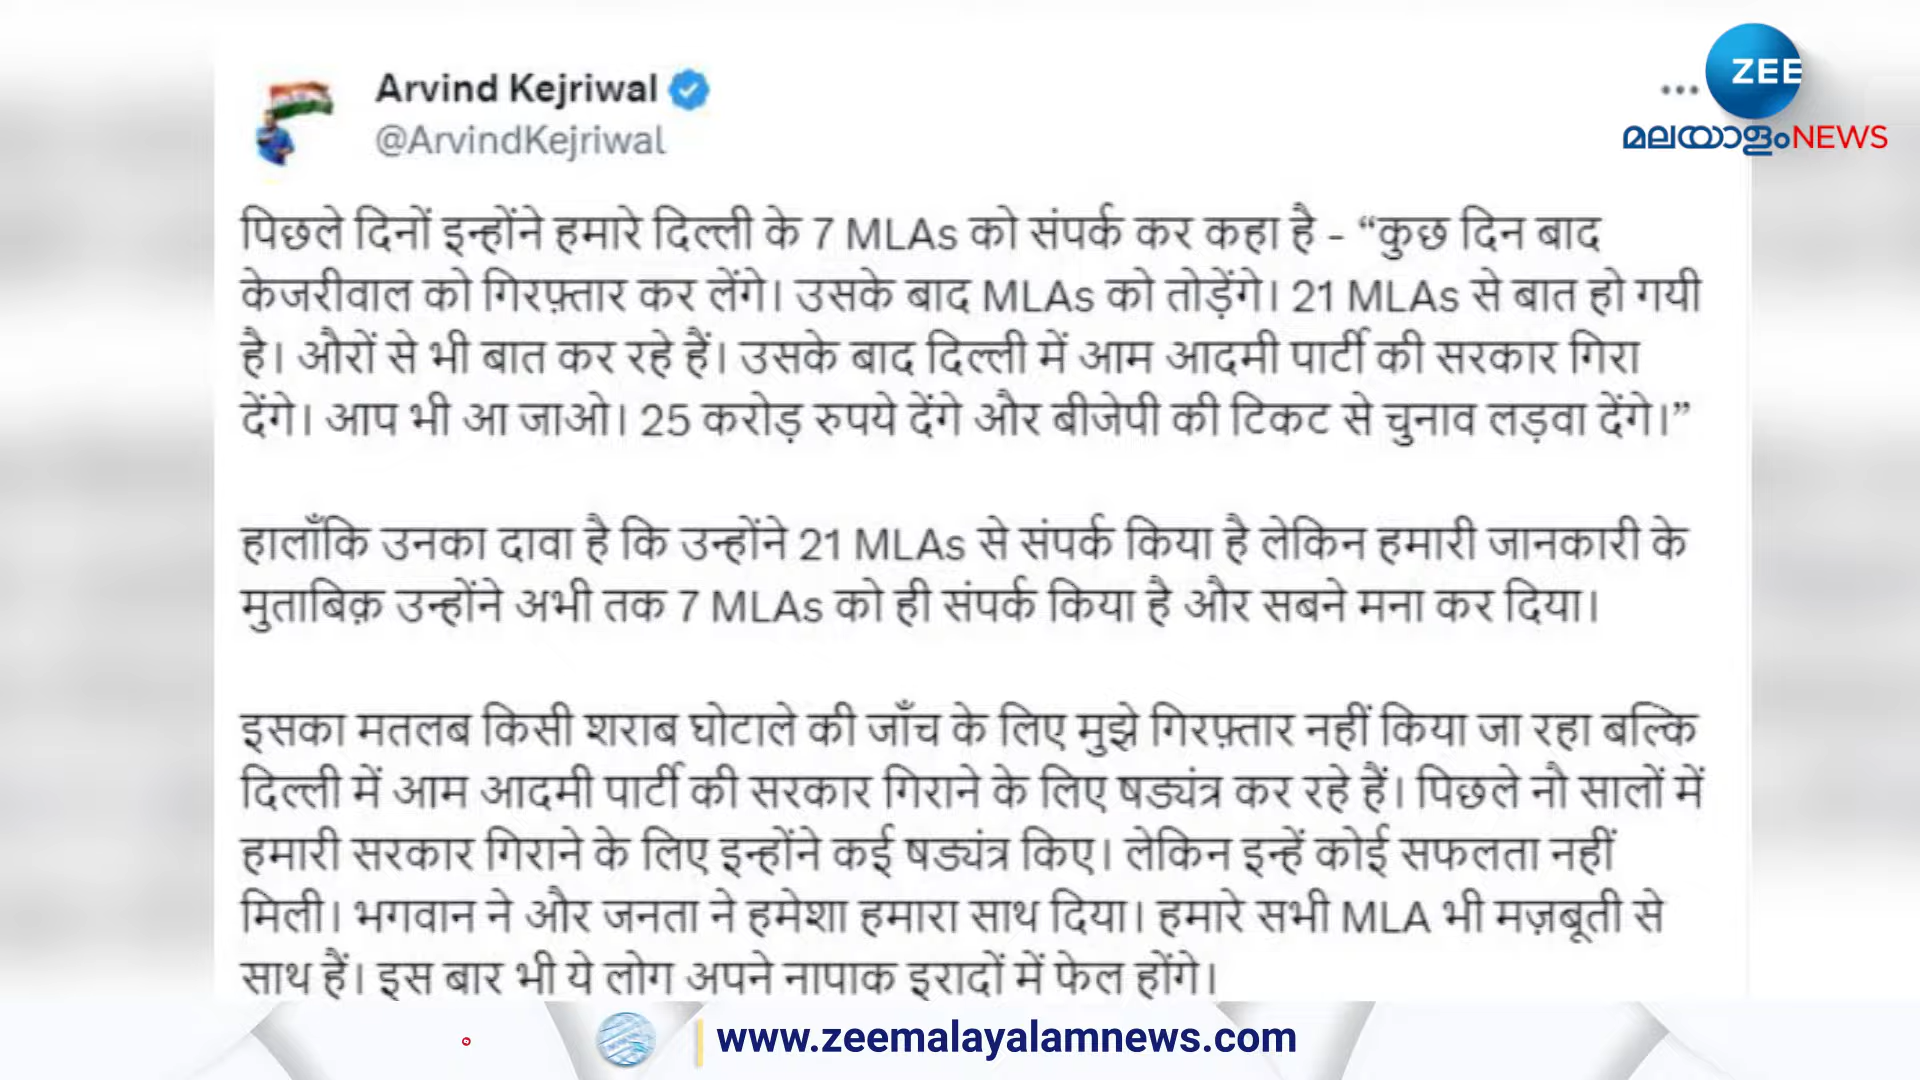 Arvind Kejriwal
@ArvindKejriwal
ZEE
മലയാളംNEWS
पिछले दिनों इन्होंने हमारे दिल्ली के 7 MLAs को संपर्क कर कहा है - “कुछ दिन बाद
केजरीवाल को गिरफ़्तार कर लेंगे। उसके बाद MLAs को तोड़ेंगे। 21 MLAs से बात हो गयी
है। औरों से भी बात कर रहे हैं। उसके बाद दिल्ली में आम आदमी पार्टी की सरकार गिरा
देंगे। आप भी आ जाओ। 25 करोड़ रुपये देंगे और बीजेपी की टिकट से चुनाव लड़वा देंगे।”
हालाँकि उनका दावा है कि उन्होंने 21 MLAs से संपर्क किया है लेकिन हमारी जानकारी के
मुताबिक़ उन्होंने अभी तक 7 MLAs को ही संपर्क किया है और सबने मना कर दिया।
इसका मतलब किसी शराब घोटाले की जाँच के लिए मुझे गिरफ़्तार नहीं किया जा रहा बल्कि
दिल्ली में आम आदमी पार्टी की सरकार गिराने के लिए षड्यंत्र कर रहे हैं। पिछले नौ सालों में
हमारी सरकार गिराने के लिए इन्होंने कई षड्यंत्र किए। लेकिन इन्हें कोई सफलता नहीं
मिली। भगवान ने और जनता ने हमेशा हमारा साथ दिया। हमारे सभी MLA भी मज़बूती से
साथ हैं। इस बार भी ये लोग अपने नापाक इरादों में फेल होंगे।
www.zeemalayalamnews.com